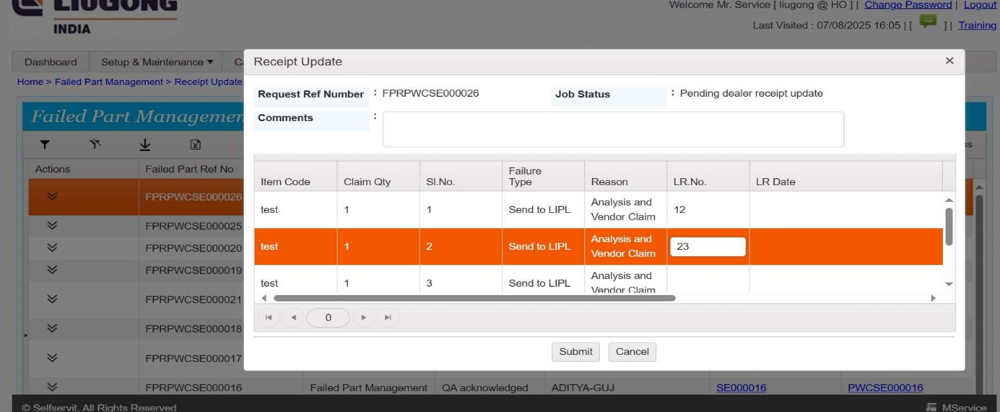 LIUGONG
INDIA
Welcome Mr. Service [ liugong @ HO ] | Change Password | Logout
Last Visited : 07/08/2025 16:05 | [ ] | Training
Dashboard Setup & Maintenance ▼ C
Home > Failed Part Management > Receipt Update
Failed Part Managemen
Actions Failed Part Ref No
FPRPWCSE000026
FPRPWCSE000025
FPRPWCSE000020
FPRPWCSE000019
FPRPWCSE000021
FPRPWCSE000018
FPRPWCSE000017
FPRPWCSE000016 Failed Part Management QA acknowledged ADITYA-GUJ SE000016 PWCSE000016
Receipt Update ×
Request Ref Number : FPRPWCSE000026 Job Status : Pending dealer receipt update
Comments :
Item Code Claim Qty Sl.No. Failure Type Reason LR.No. LR Date
test 1 1 Send to LIPL Analysis and Vendor Claim 12
test 1 2 Send to LIPL Analysis and Vendor Claim 23
test 1 3 Send to LIPL Analysis and Vendor Claim
0
Submit Cancel
© Selfservit, All Rights Reserved MService